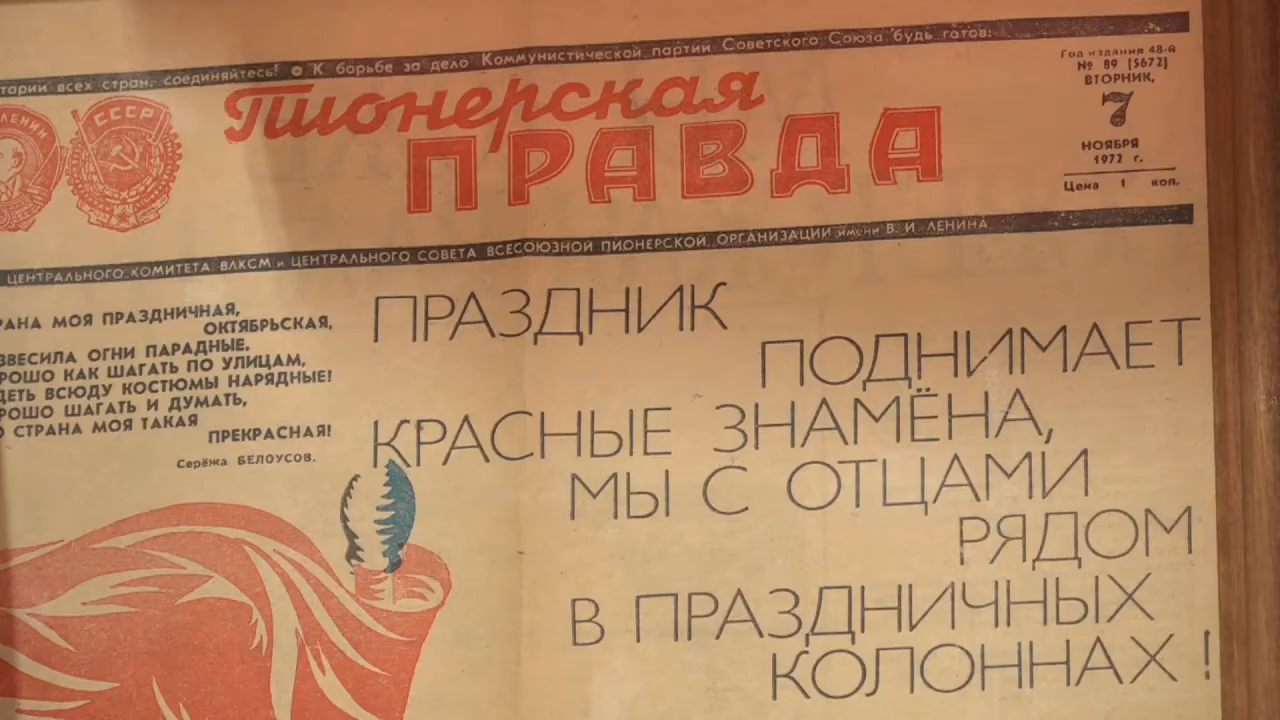 тарии всех стран, соединяйтесь! К борьбе за дело Коммунистической партии Советского Союза будь готов!
Год издания 48-й
№ 89 (5672)
ВТОРНИК,
7
НОЯБРЯ
1972 г.
Цена 1 коп.
ЛЕНИН
СССР
Пионерская
ПРАВДА
ЦЕНТРАЛЬНОГО КОМИТЕТА ВЛКСМ и ЦЕНТРАЛЬНОГО СОВЕТА ВСЕСОЮЗНОЙ ПИОНЕРСКОЙ ОРГАНИЗАЦИИ имени В. И. ЛЕНИНА
РАНА МОЯ ПРАЗДНИЧНАЯ,
ОКТЯБРЬСКАЯ,
ЗВЕСИЛА ОГНИ ПАРАДНЫЕ.
РОШО КАК ШАГАТЬ ПО УЛИЦАМ,
ДЕТЬ ВСЮДУ КОСТЮМЫ НАРЯДНЫЕ!
РОШО ШАГАТЬ И ДУМАТЬ,
О СТРАНА МОЯ ТАКАЯ
ПРЕКРАСНАЯ!
Серёжа БЕЛОУСОВ.
ПРАЗДНИК
ПОДНИМАЕТ
КРАСНЫЕ ЗНАМЁНА,
МЫ С ОТЦАМИ
РЯДОМ
В ПРАЗДНИЧНЫХ
КОЛОННАХ!